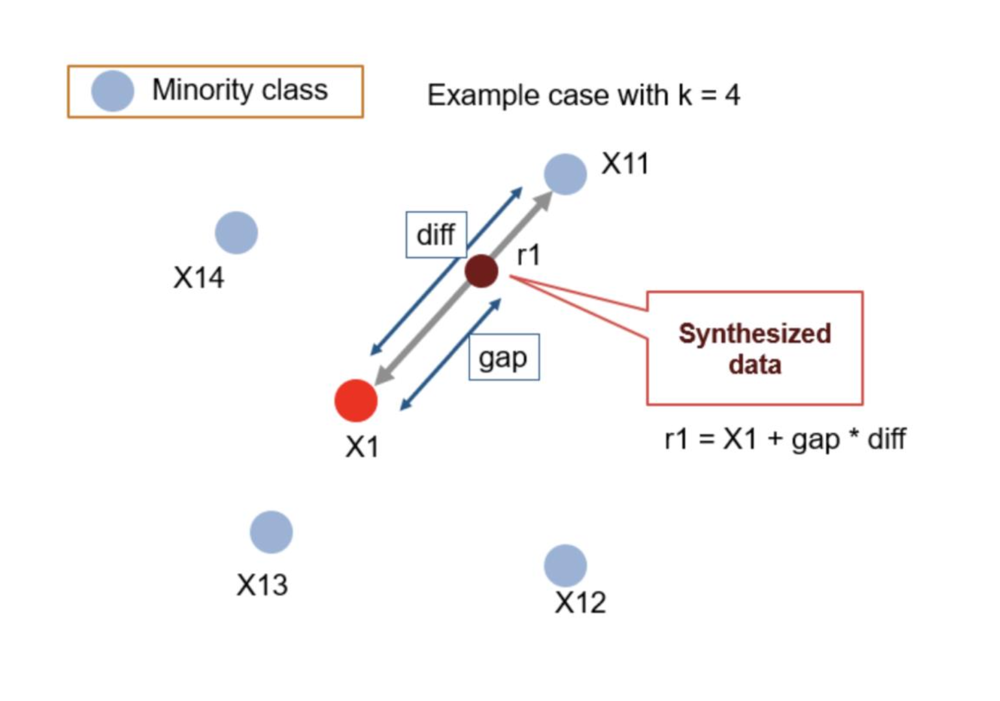 Minority class
Example case with k = 4
X11
diff
r1
X14
Synthesized
data
gap
r1 = X1 + gap * diff
X1
X13
X12